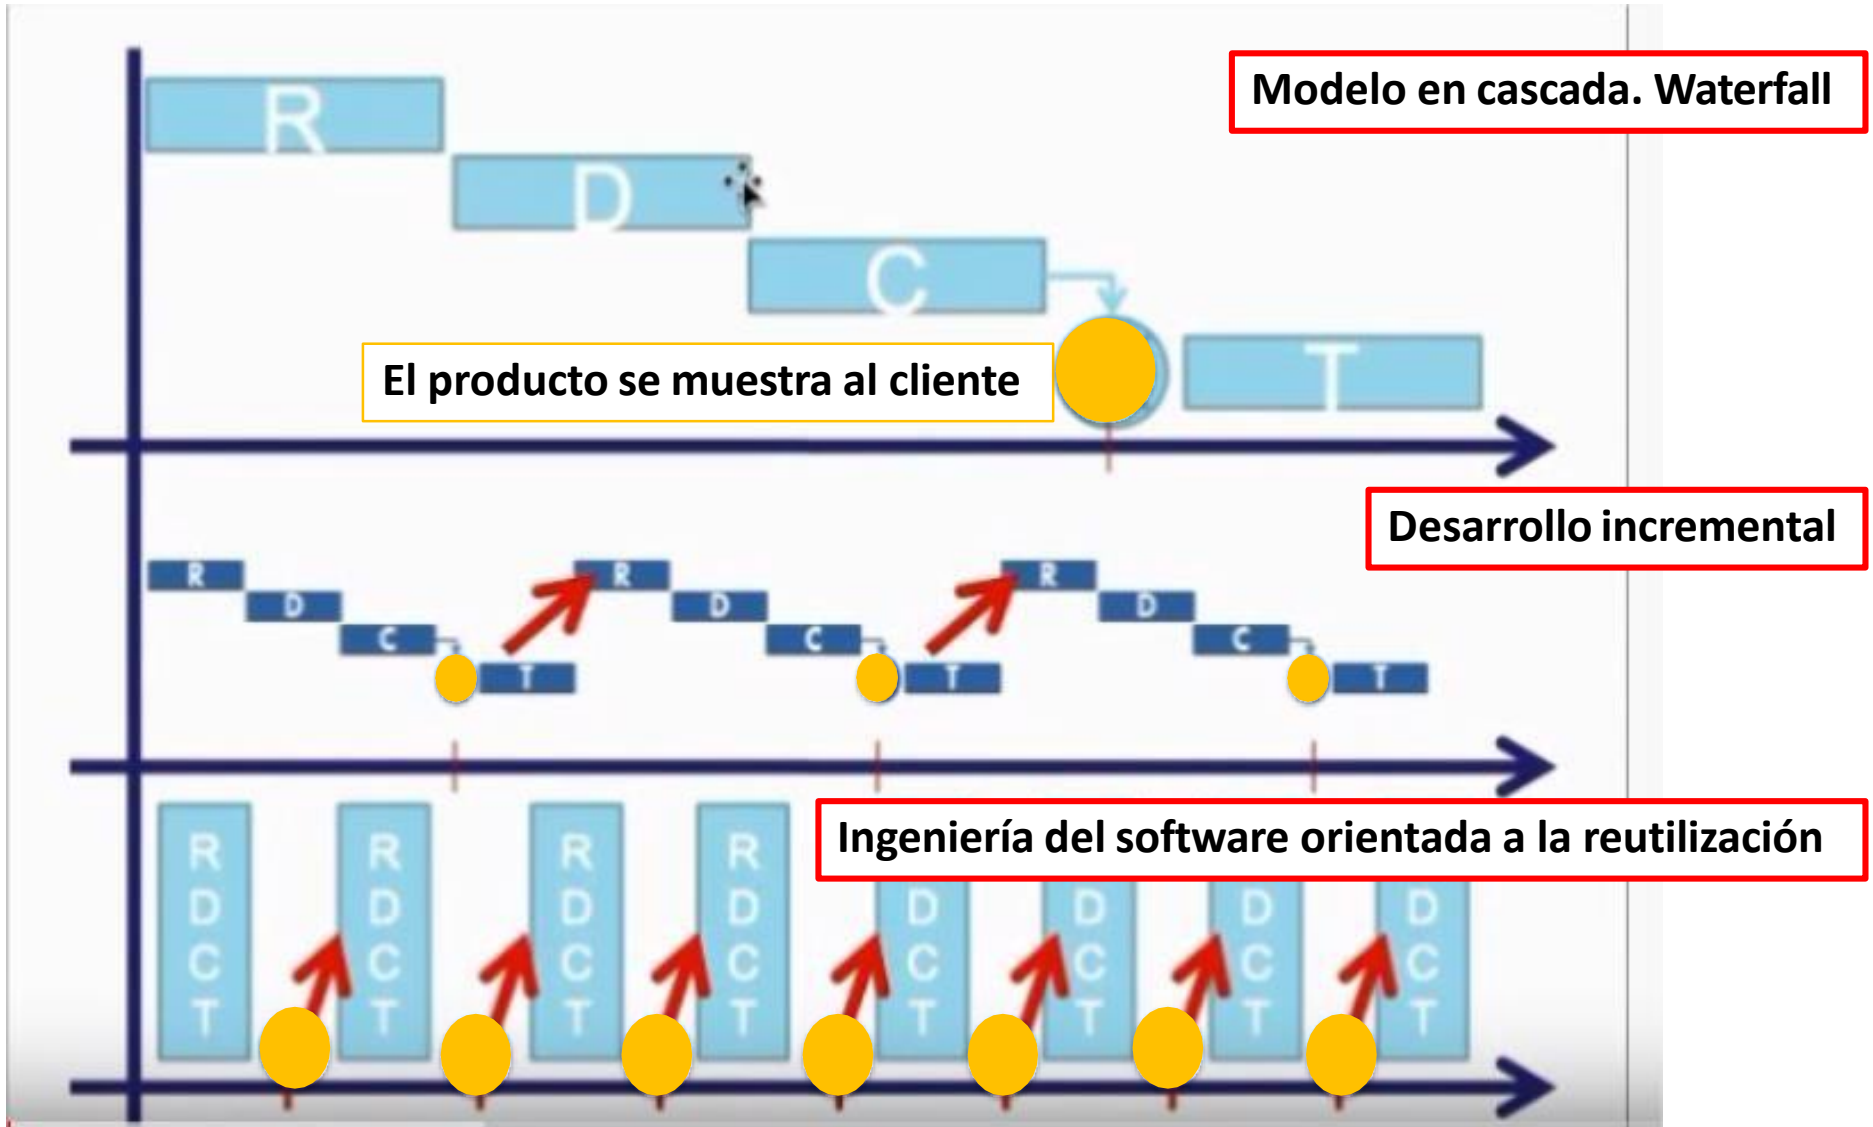 Modelo en cascada. Waterfall
R
D
C
El producto se muestra al cliente
T
Desarrollo incremental
R
D
C
T
R
D
C
T
R
D
C
T
Ingeniería del software orientada a la reutilización
R
D
C
T
R
D
C
T
R
D
C
T
R
D
C
T
D
C
T
D
C
T
D
C
T
D
C
T